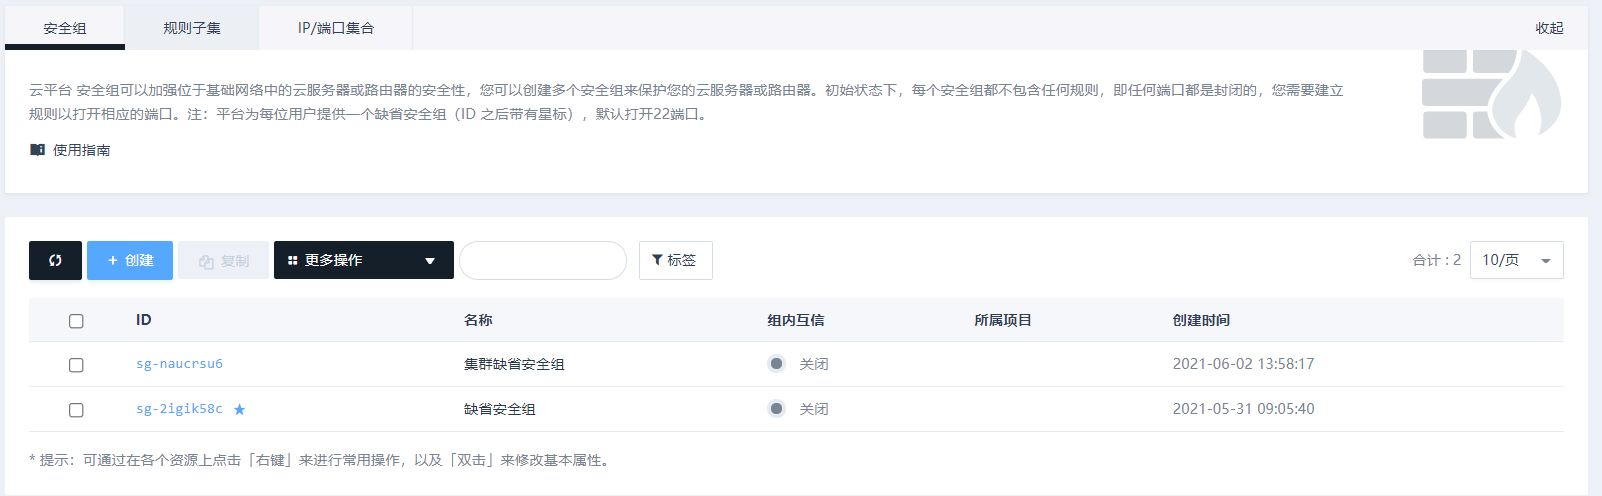 安全组 规则子集 IP/端口集合 收起
云平台 安全组可以加强位于基础网络中的云服务器或路由器的安全性，您可以创建多个安全组来保护您的云服务器或路由器。初始状态下，每个安全组都不包含任何规则，即任何端口都是封闭的，您需要建立
规则以打开相应的端口。注：平台为每位用户提供一个缺省安全组（ID 之后带有星标），默认打开22端口。
使用指南
+ 创建 复制 更多操作 标签 合计：2 10/页
ID 名称 组内互信 所属项目 创建时间
sg-naucrsu6 集群缺省安全组 关闭 2021-06-02 13:58:17
sg-2igik58c ★ 缺省安全组 关闭 2021-05-31 09:05:40
* 提示：可通过在各个资源上点击「右键」来进行常用操作，以及「双击」来修改基本属性。